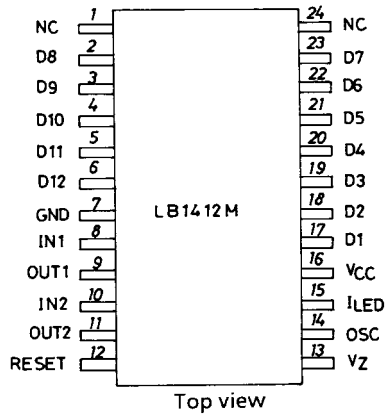 1 24
NC NC
2 23
D8 D7
3 22
D9 D6
4 21
D10 D5
5 20
D11 D4
6 19
D12 D3
7 18
GND LB1412M D2
8 17
IN1 D1
9 16
OUT1 VCC
10 15
IN2 ILED
11 14
OUT2 OSC
12 13
RESET VZ
Top view